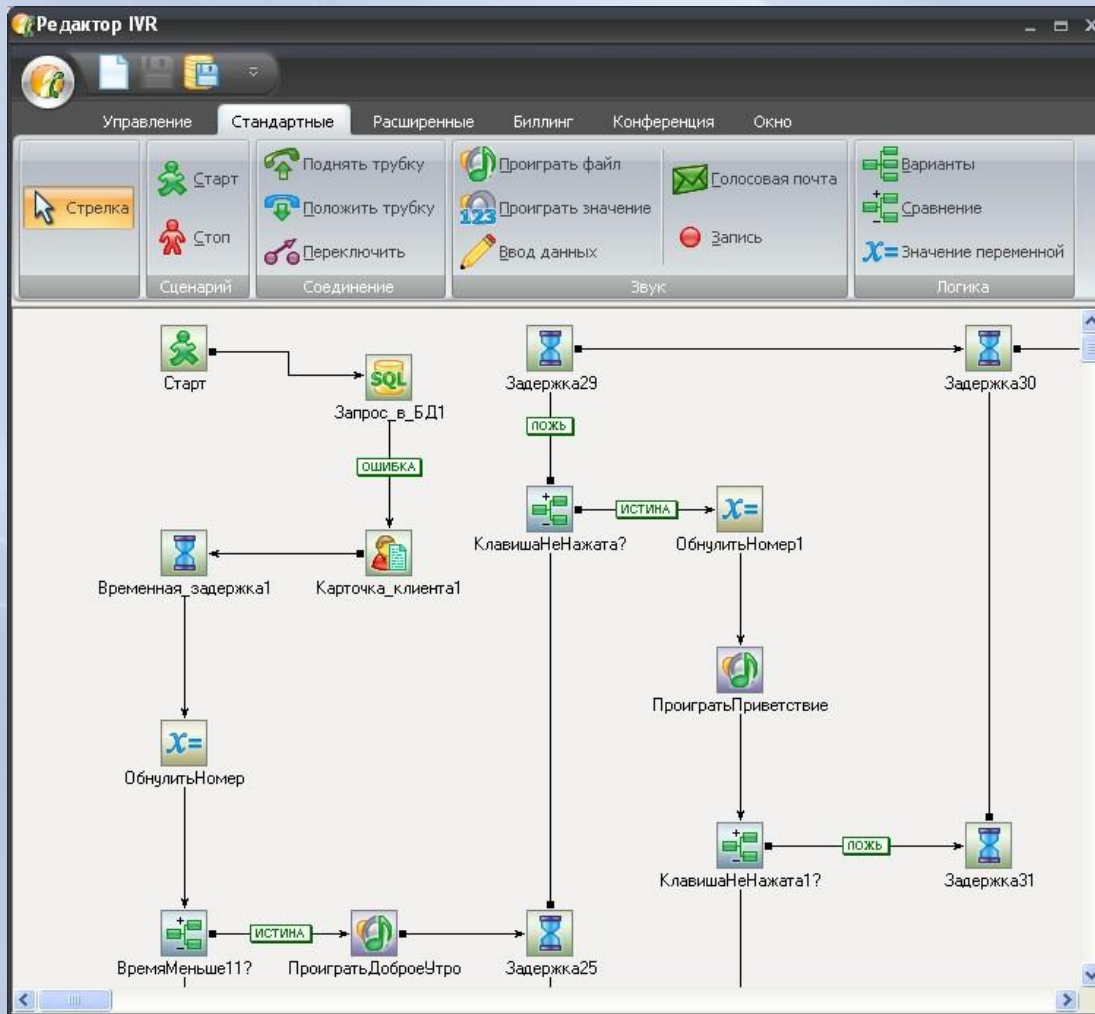 Редактор IVR
Управление Стандартные Расширенные Биллинг Конференция Окно
Стрелка
Старт
Стоп
Сценарий
Поднять трубку
Положить трубку
Переключить
Соединение
Проиграть файл
123 Проиграть значение
Ввод данных
Голосовая почта
Запись
Звук
Варианты
Сравнение
x= Значение переменной
Логика
Старт
SQL
Запрос_в_БД1
Задержка29
Задержка30
ЛОЖЬ
ОШИБКА
ИСТИНА
x=
КлавишаНеНажата?
ОбнулитьНомер1
Временная_задержка1
Карточка_клиента1
ПроигратьПриветствие
x=
ОбнулитьНомер
ЛОЖЬ
КлавишаНеНажата1?
Задержка31
ИСТИНА
ВремяМеньше11?
ПроигратьДоброеУтро
Задержка25